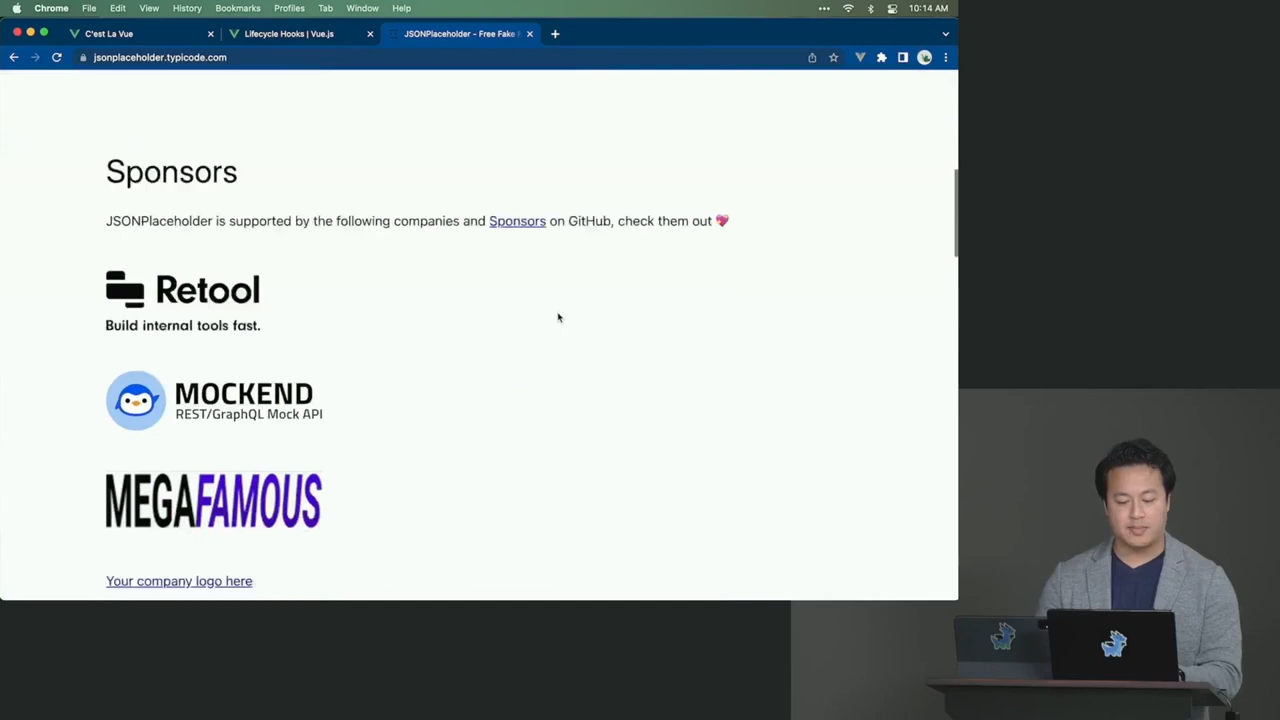 Chrome File Edit View History Bookmarks Profiles Tab Window Help 10:14 AM
C'est La Vue Lifecycle Hooks | Vue.js JSONPlaceholder - Free Fake
jsonplaceholder.typicode.com
Sponsors
JSONPlaceholder is supported by the following companies and Sponsors on GitHub, check them out 💖
Retool
Build internal tools fast.
MOCKEND
REST/GraphQL Mock API
MEGAFAMOUS
Your company logo here